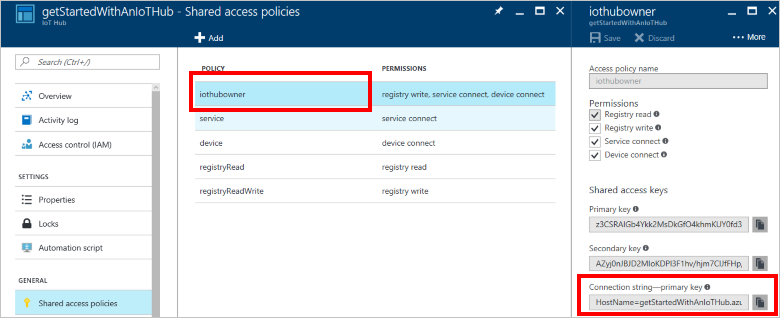 getStartedWithAnIoTHub - Shared access policies
IoT Hub
Add
Search (Ctrl+/)
Overview
Activity log
Access control (IAM)
SETTINGS
Properties
Locks
Automation script
GENERAL
Shared access policies
POLICY PERMISSIONS
iothubowner registry write, service connect, device connect
service service connect
device device connect
registryRead registry read
registryReadWrite registry write
iothubowner
getStartedWithAnIoTHub
Save Discard ... More
Access policy name
iothubowner
Permissions
Registry read
Registry write
Service connect
Device connect
Shared access keys
Primary key
z3CSRAIGb4Ykk2MsDkGfO4khmKUY0fd3
Secondary key
Connection string—primary key
HostName=getStartedWithAnIoTHub.azu